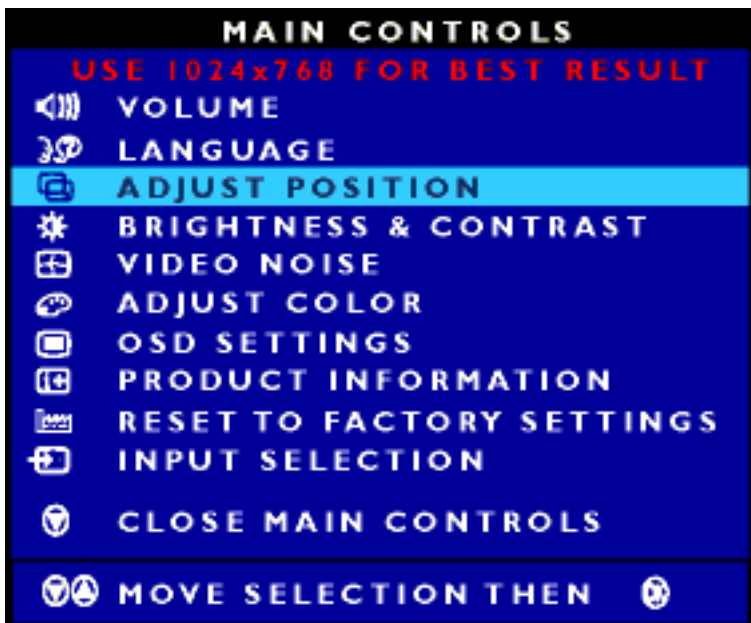 MAIN CONTROLS
USE 1024x768 FOR BEST RESULT
VOLUME
LANGUAGE
ADJUST POSITION
BRIGHTNESS & CONTRAST
VIDEO NOISE
ADJUST COLOR
OSD SETTINGS
PRODUCT INFORMATION
RESET TO FACTORY SETTINGS
INPUT SELECTION
CLOSE MAIN CONTROLS
MOVE SELECTION THEN